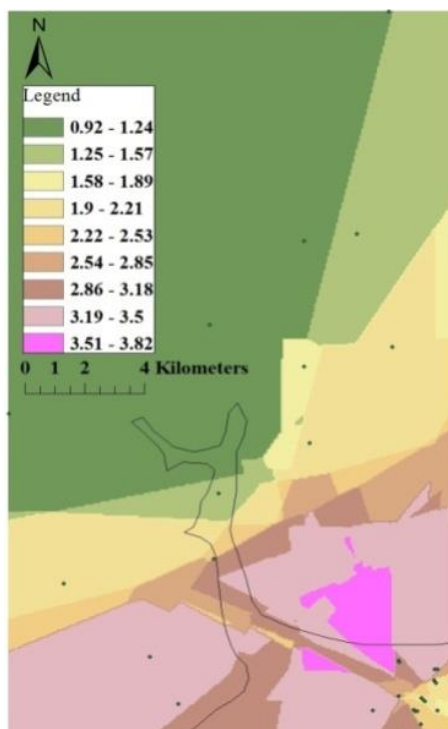 N
Legend
0.92 - 1.24
1.25 - 1.57
1.58 - 1.89
1.9 - 2.21
2.22 - 2.53
2.54 - 2.85
2.86 - 3.18
3.19 - 3.5
3.51 - 3.82
0 2 4 Kilometers